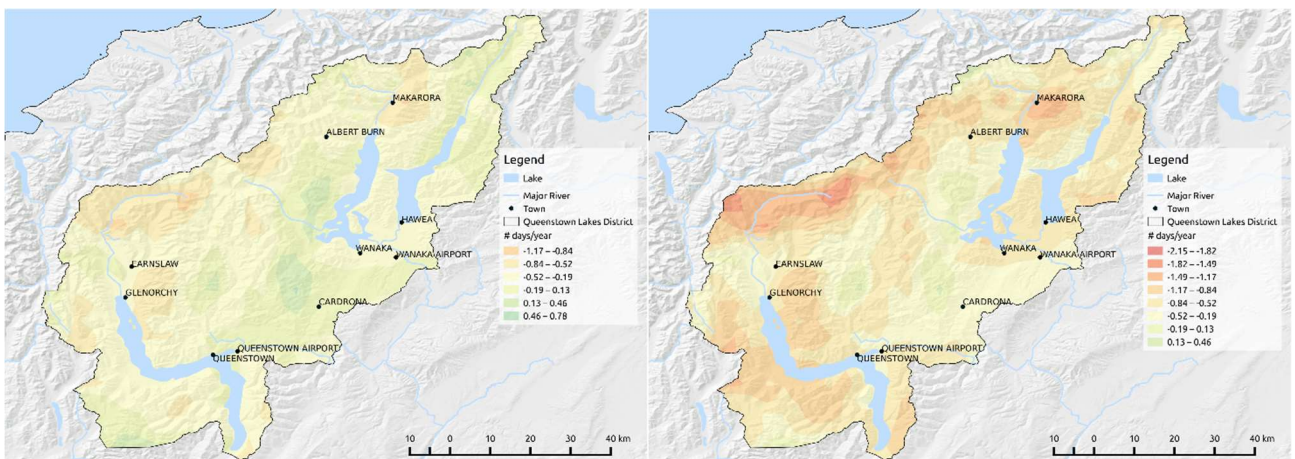 MAKARORA
ALBERT BURN
Legend
Lake
Major River
Town
Queenstown Lakes District
# days/year
-1.17 – -0.84
-0.84 – -0.52
-0.52 – -0.19
-0.19 – 0.13
0.13 – 0.46
0.46 – 0.78
HAWEA
WANAKA
WANAKA AIRPORT
EARNSLAW
GLENORCHY
CARDRONA
QUEENSTOWN AIRPORT
QUEENSTOWN
10 0 10 20 30 40 km
MAKARORA
ALBERT BURN
Legend
Lake
Major River
Town
Queenstown Lakes District
# days/year
-2.15 – -1.82
-1.82 – -1.49
-1.49 – -1.17
-1.17 – -0.84
-0.84 – -0.52
-0.52 – -0.19
-0.19 – 0.13
0.13 – 0.46
HAWEA
WANAKA
WANAKA AIRPORT
EARNSLAW
GLENORCHY
CARDRONA
QUEENSTOWN AIRPORT
QUEENSTOWN
10 0 10 20 30 40 km